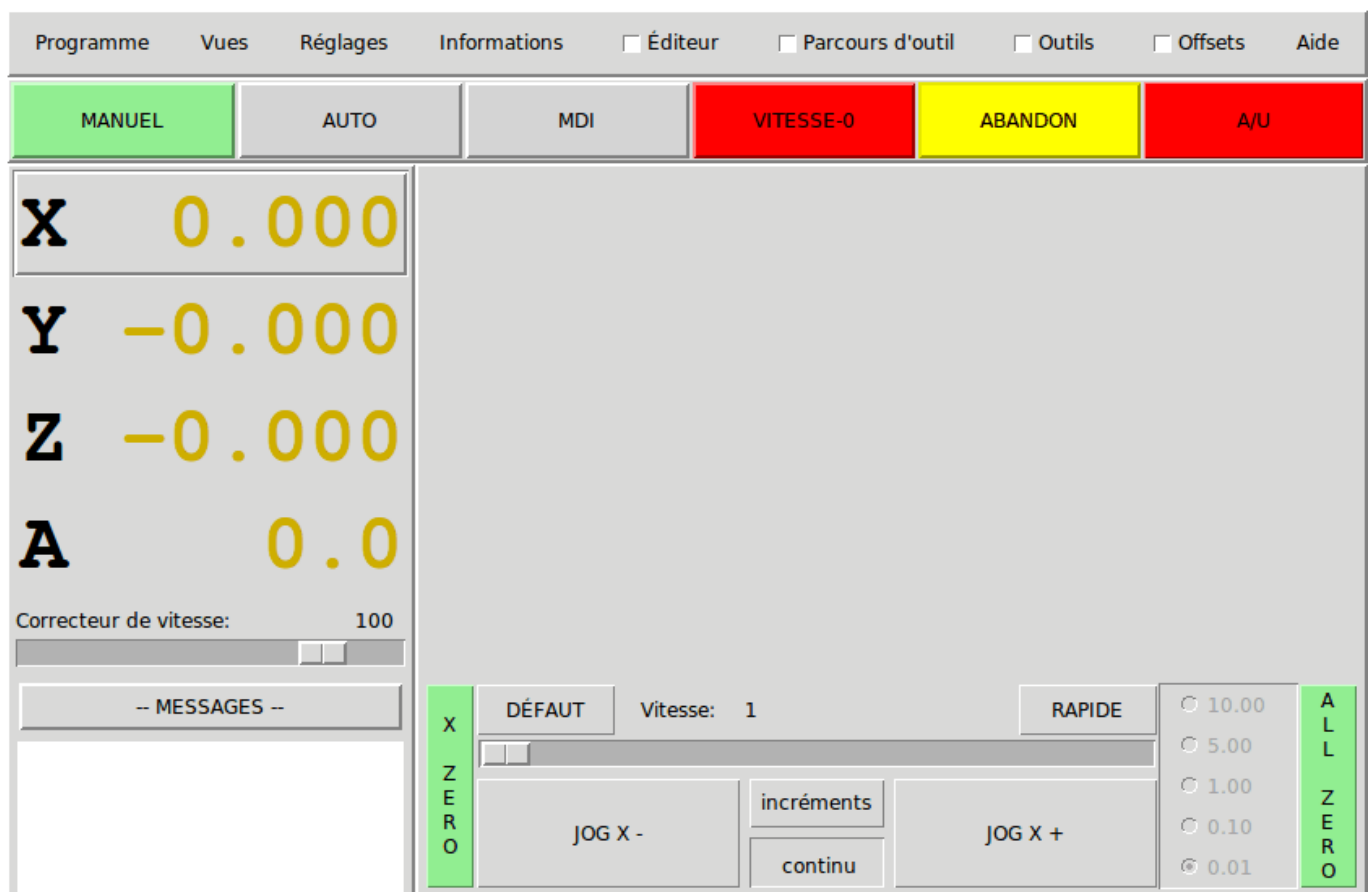 Programme Vues Réglages Informations Éditeur Parcours d'outil Outils Offsets Aide
MANUEL AUTO MDI VITESSE-0 ABANDON A/U
X 0.000
Y -0.000
Z -0.000
A 0.0
Correcteur de vitesse: 100
-- MESSAGES --
X ZERO
DÉFAUT Vitesse: 1 RAPIDE
JOG X -
incréments
continu
JOG X +
10.00
5.00
1.00
0.10
0.01
ALL ZERO